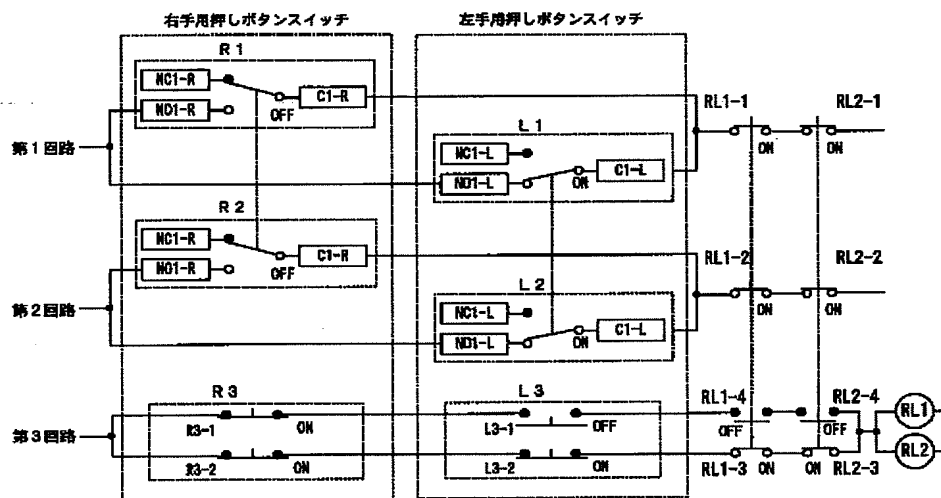 右手用押しボタンスイッチ
左手用押しボタンスイッチ
R1
NC1-R
C1-R
NO1-R
OFF
RL1-1
RL2-1
ON
ON
第1回路
L1
NC1-L
C1-L
NO1-L
ON
R2
NC1-R
C1-R
NO1-R
OFF
RL1-2
RL2-2
ON
ON
第2回路
L2
NC1-L
C1-L
NO1-L
ON
R3
L3
RL1-4
RL2-4
R3-1
ON
L3-1
OFF
OFF
OFF
RL1
第3回路
R3-2
ON
L3-2
ON
RL1-3
ON
ON
RL2-3
RL2